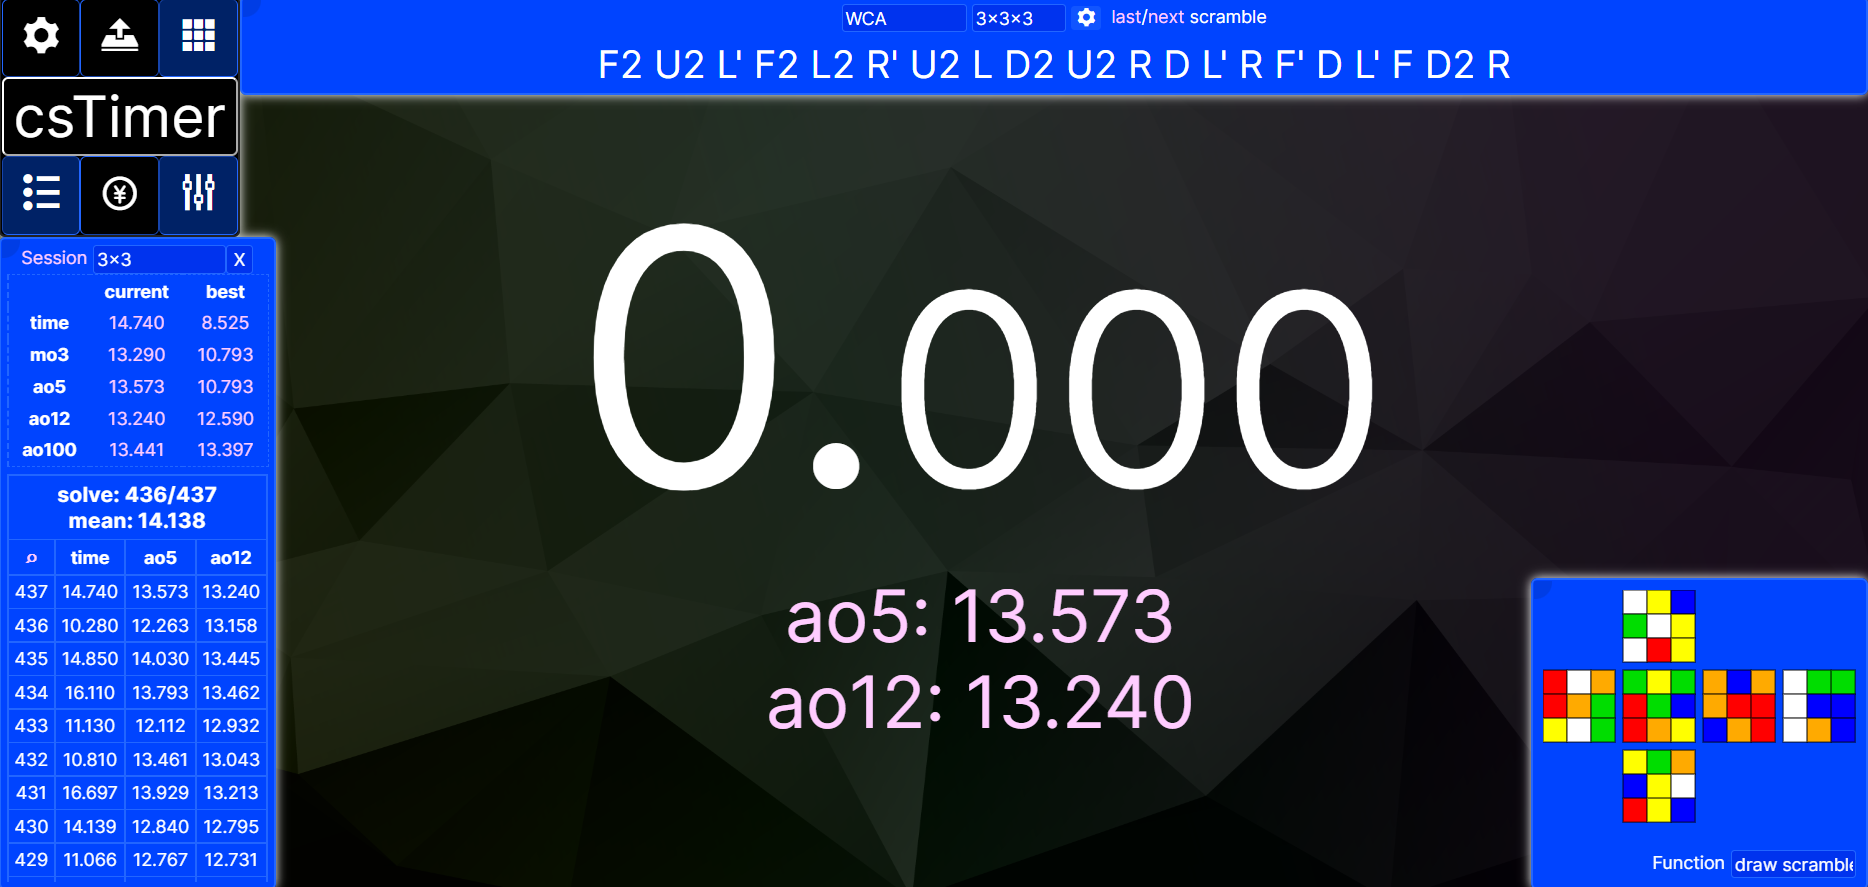 WCA 3×3×3 last/next scramble
F2 U2 L' F2 L2 R' U2 L D2 U2 R D L' R F' D L' F D2 R
csTimer
¥
Session 3×3 X
current best
time 14.740 8.525
mo3 13.290 10.793
ao5 13.573 10.793
ao12 13.240 12.590
ao100 13.441 13.397
solve: 436/437
mean: 14.138
time ao5 ao12
437 14.740 13.573 13.240
436 10.280 12.263 13.158
435 14.850 14.030 13.445
434 16.110 13.793 13.462
433 11.130 12.112 12.932
432 10.810 13.461 13.043
431 16.697 13.929 13.213
430 14.139 12.840 12.795
429 11.066 12.767 12.731
0.000
ao5: 13.573
ao12: 13.240
Function draw scramble